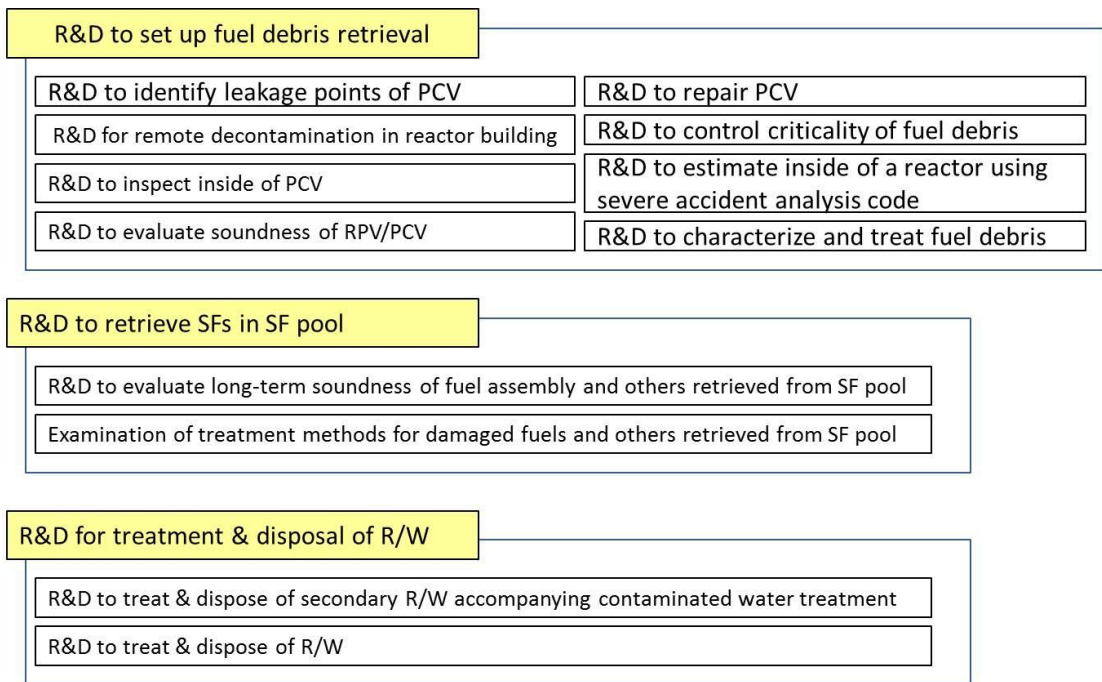 R&D to set up fuel debris retrieval
R&D to identify leakage points of PCV
R&D for remote decontamination in reactor building
R&D to inspect inside of PCV
R&D to evaluate soundness of RPV/PCV
R&D to repair PCV
R&D to control criticality of fuel debris
R&D to estimate inside of a reactor using
severe accident analysis code
R&D to characterize and treat fuel debris
R&D to retrieve SFs in SF pool
R&D to evaluate long-term soundness of fuel assembly and others retrieved from SF pool
Examination of treatment methods for damaged fuels and others retrieved from SF pool
R&D for treatment & disposal of R/W
R&D to treat & dispose of secondary R/W accompanying contaminated water treatment
R&D to treat & dispose of R/W